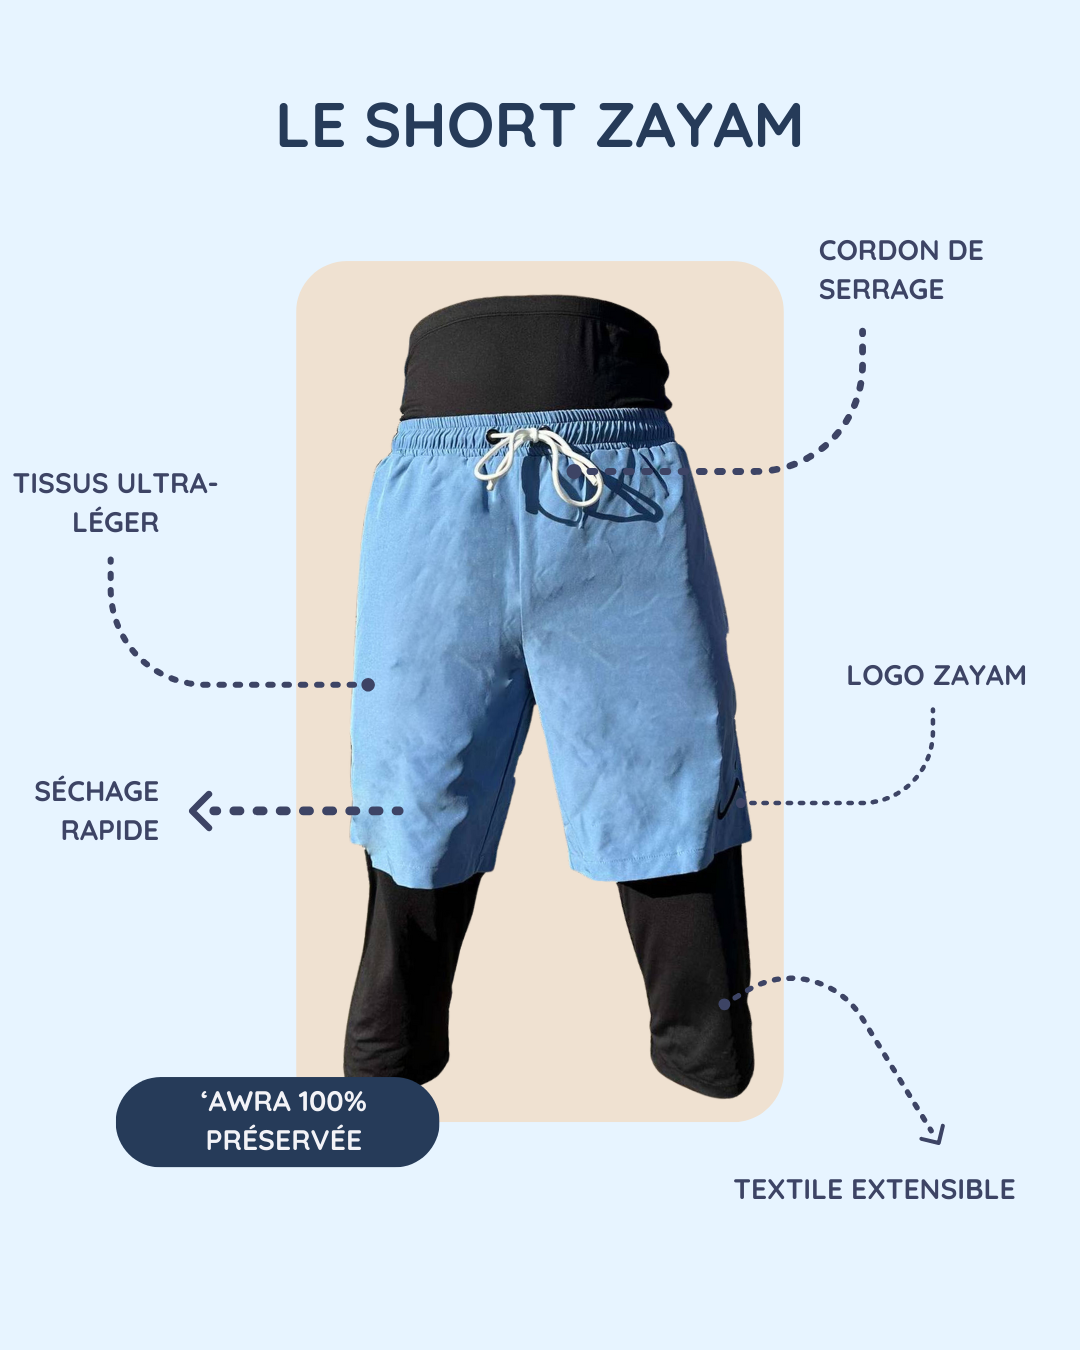 LE SHORT ZAYAM
CORDON DE
SERRAGE
TISSUS ULTRA-
LÉGER
LOGO ZAYAM
SÉCHAGE
RAPIDE
‘AWRA 100%
PRÉSERVÉE
TEXTILE EXTENSIBLE